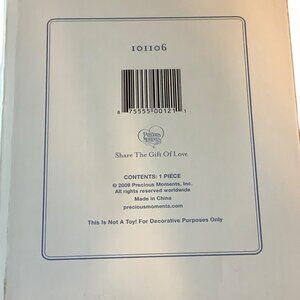 101106
8 75555 00121 1
Precious
Moments
Share The Gift Of Love
CONTENTS: 1 PIECE
© 2009 Precious Moments, Inc.
All rights reserved worldwide
Made in China
preciousmoments.com
This Is Not A Toy! For Decorative Purposes Only